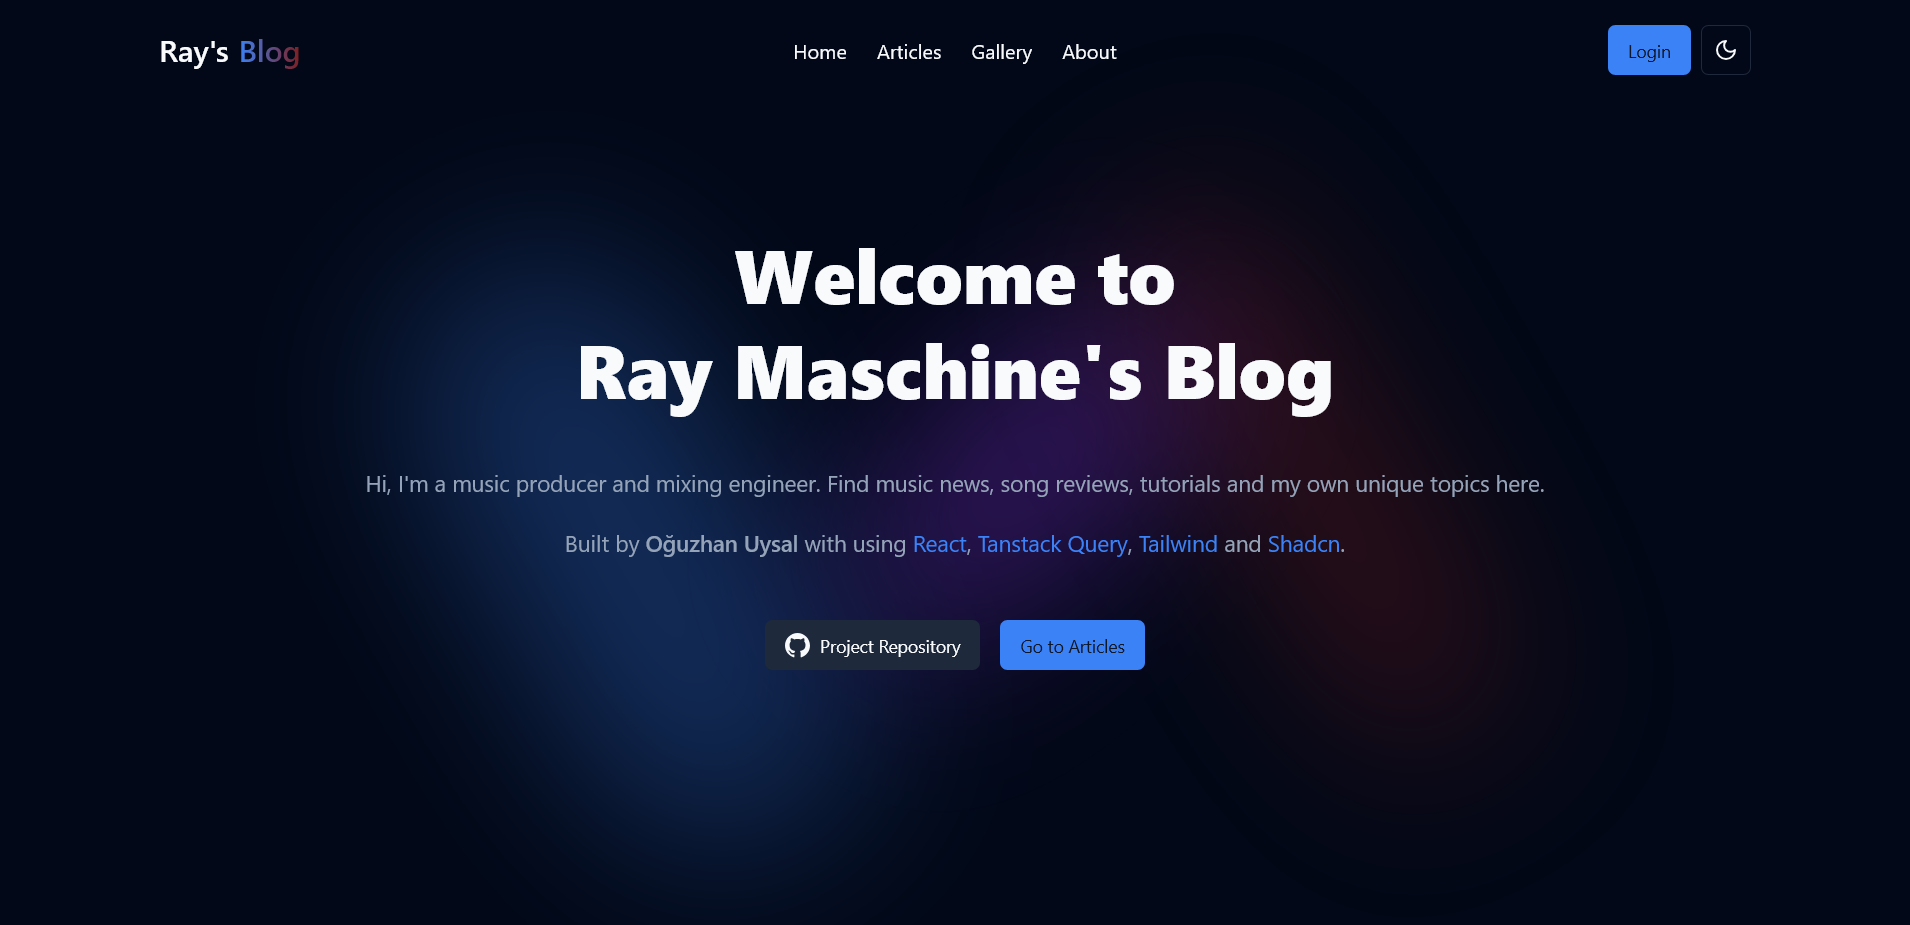 Ray's Blog
Home Articles Gallery About
Login
Welcome to
Ray Maschine's Blog
Hi, I'm a music producer and mixing engineer. Find music news, song reviews, tutorials and my own unique topics here.
Built by Oğuzhan Uysal with using React, Tanstack Query, Tailwind and Shadcn.
Project Repository
Go to Articles